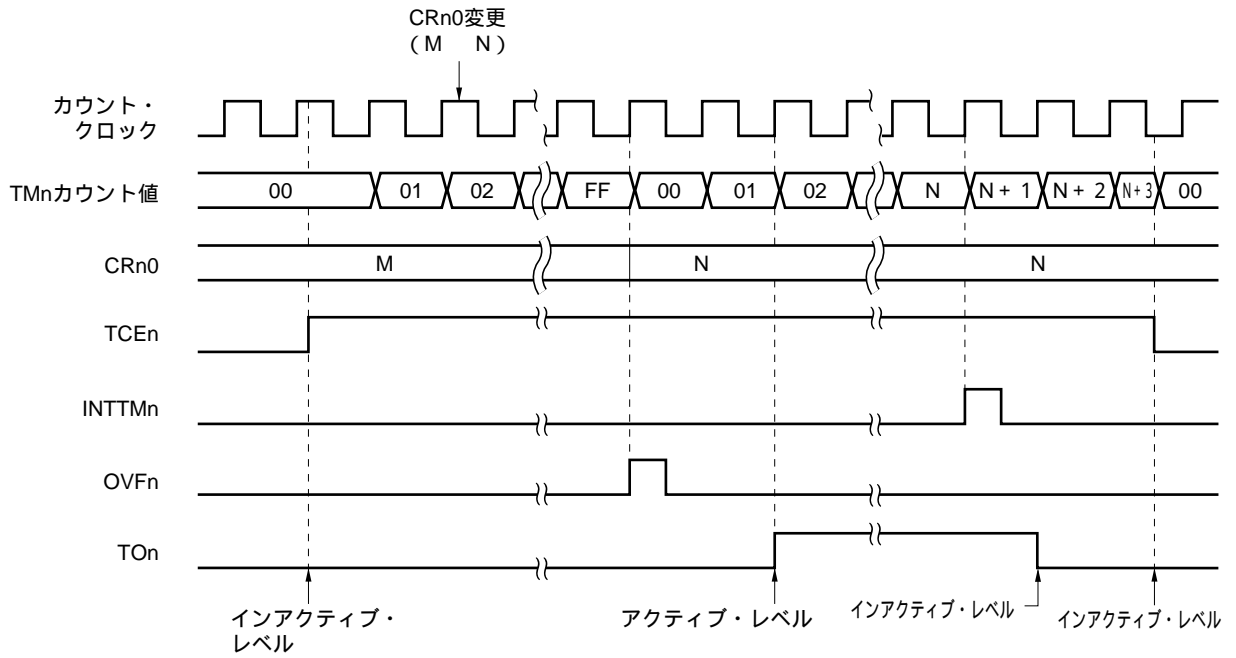 CRn0変更
(M　N)
カウント・
クロック
TMnカウント値
00 01 02 FF 00 01 02 N N + 1 N + 2 N + 3 00
CRn0
M N N
TCEn
INTTMn
OVFn
TOn
インアクティブ・
レベル
アクティブ・レベル
インアクティブ・レベル
インアクティブ・レベル